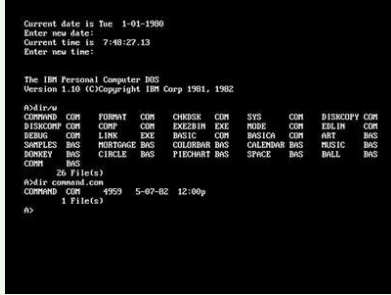 Current date is Tue  1-01-1980
Enter new date:
Current time is  7:48:27.13
Enter new time:
The IBM Personal Computer DOS
Version 1.10 (C)Copyright IBM Corp 1981, 1982
A>dir/w
COMMAND  COM    FORMAT   COM    CHKDSK   COM    SYS      COM    DISKCOPY COM
DISKCOMP COM    COMP     COM    EXE2BIN  EXE    MODE     COM    EDLIN    COM
DEBUG    COM    LINK     EXE    BASIC    COM    BASICA   COM    ART      BAS
SAMPLES  BAS    MORTGAGE BAS    COLORBAR BAS    CALENDAR BAS    MUSIC    BAS
DONKEY   BAS    CIRCLE   BAS    PIECHART BAS    SPACE    BAS    BALL     BAS
COMM     BAS
26 File(s)
A>dir command.com
COMMAND  COM     4959   5-07-82  12:00p
1 File(s)
A>